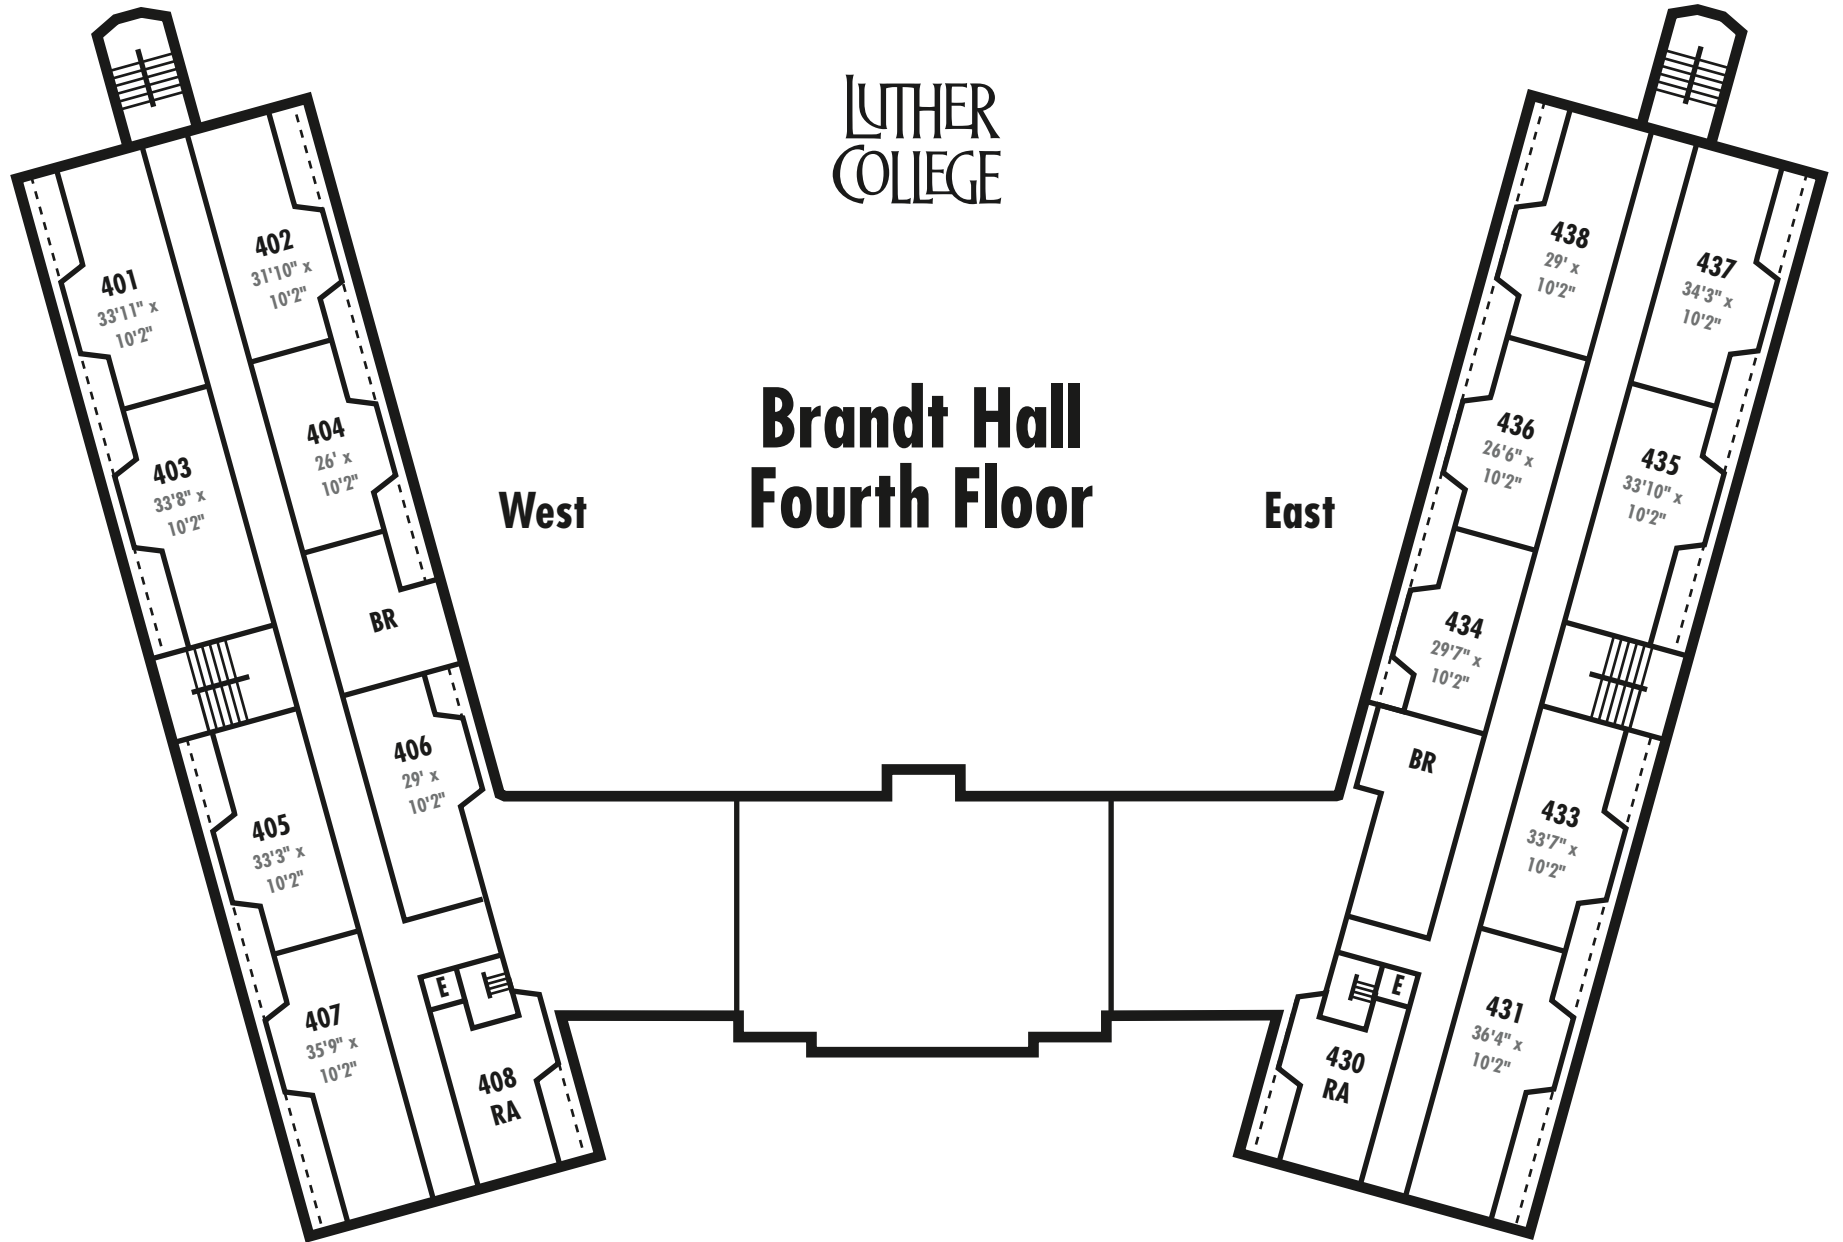 LUTHER
COLLEGE
Brandt Hall
Fourth Floor
West
East
401
33'11" x
10'2"
402
31'10" x
10'2"
403
33'8" x
10'2"
404
26' x
10'2"
BR
405
33'3" x
10'2"
406
29' x
10'2"
407
35'9" x
10'2"
E
408
RA
438
29' x
10'2"
437
34'3" x
10'2"
436
26'6" x
10'2"
435
33'10" x
10'2"
434
29'7" x
10'2"
BR
433
33'7" x
10'2"
E
431
36'4" x
10'2"
430
RA